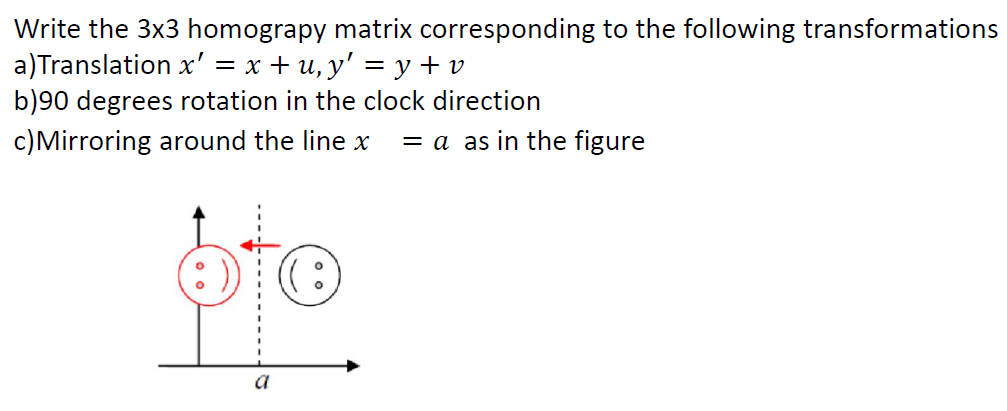 Write the 3x3 homograpy matrix corresponding to the following transformations
a)Translation x′ = x + u, y′ = y + v
b)90 degrees rotation in the clock direction
c)Mirroring around the line x = a as in the figure
a